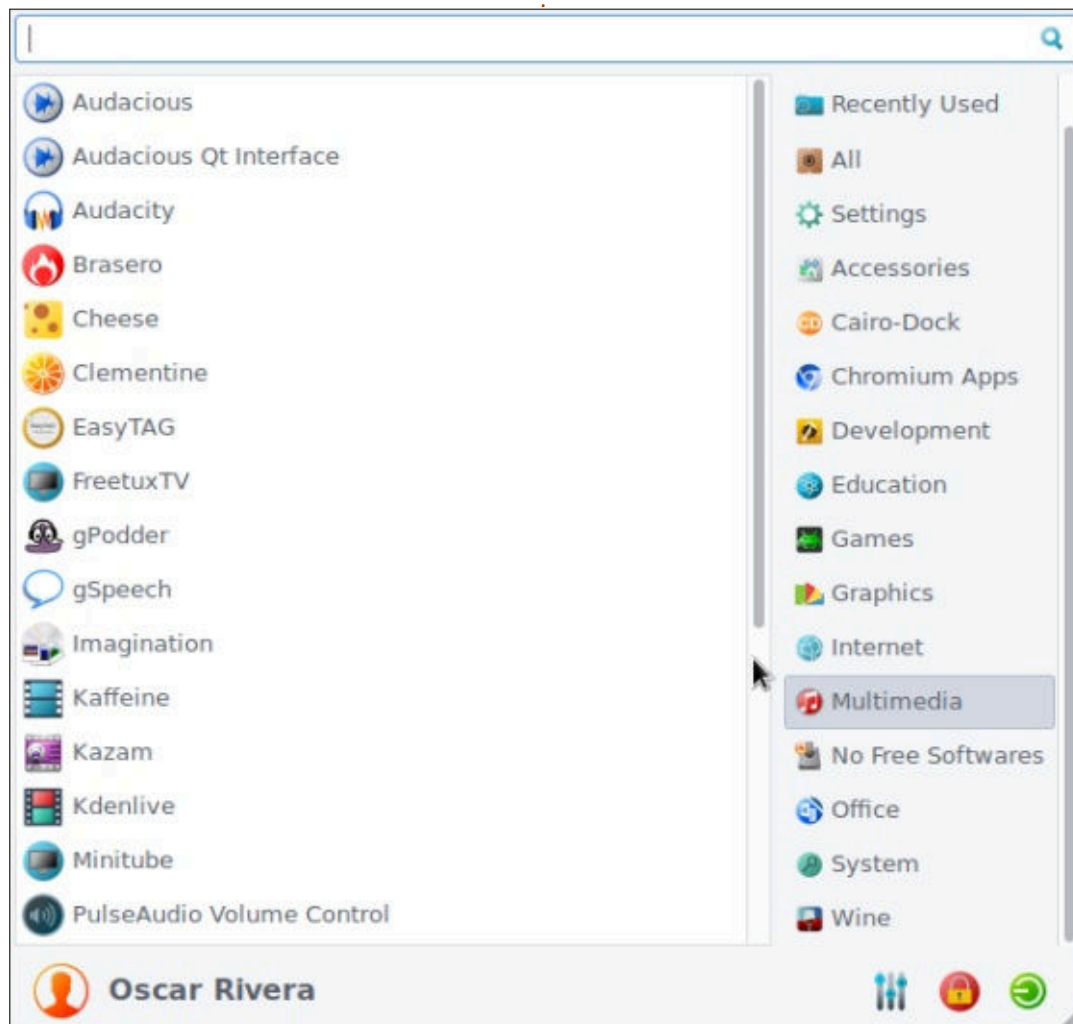 Audacious
Audacious Qt Interface
Audacity
Brasero
Cheese
Clementine
EasyTAG
FreetuxTV
gPodder
gSpeech
Imagination
Kaffeine
Kazam
Kdenlive
Minitube
PulseAudio Volume Control
Recently Used
All
Settings
Accessories
Cairo-Dock
Chromium Apps
Development
Education
Games
Graphics
Internet
Multimedia
No Free Softwares
Office
System
Wine
Oscar Rivera